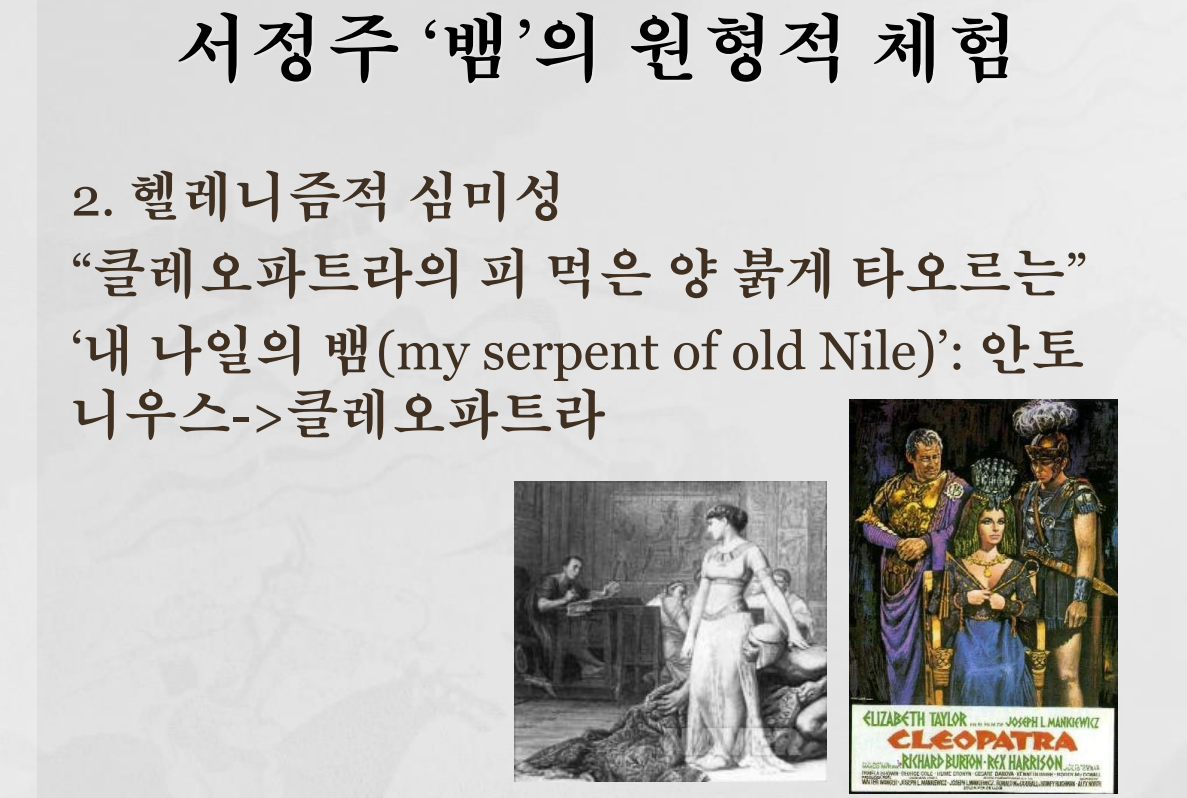 서정주 ‘뱀’의 원형적 체험
2. 헬레니즘적 심미성
“클레오파트라의 피 먹은 양 붉게 타오르는”
‘내 나일의 뱀(my serpent of old Nile)’: 안토
니우스->클레오파트라
ELIZABETH TAYLOR JOSEPH L. MANKIEWICZ
CLEOPATRA
RICHARD BURTON · REX HARRISON